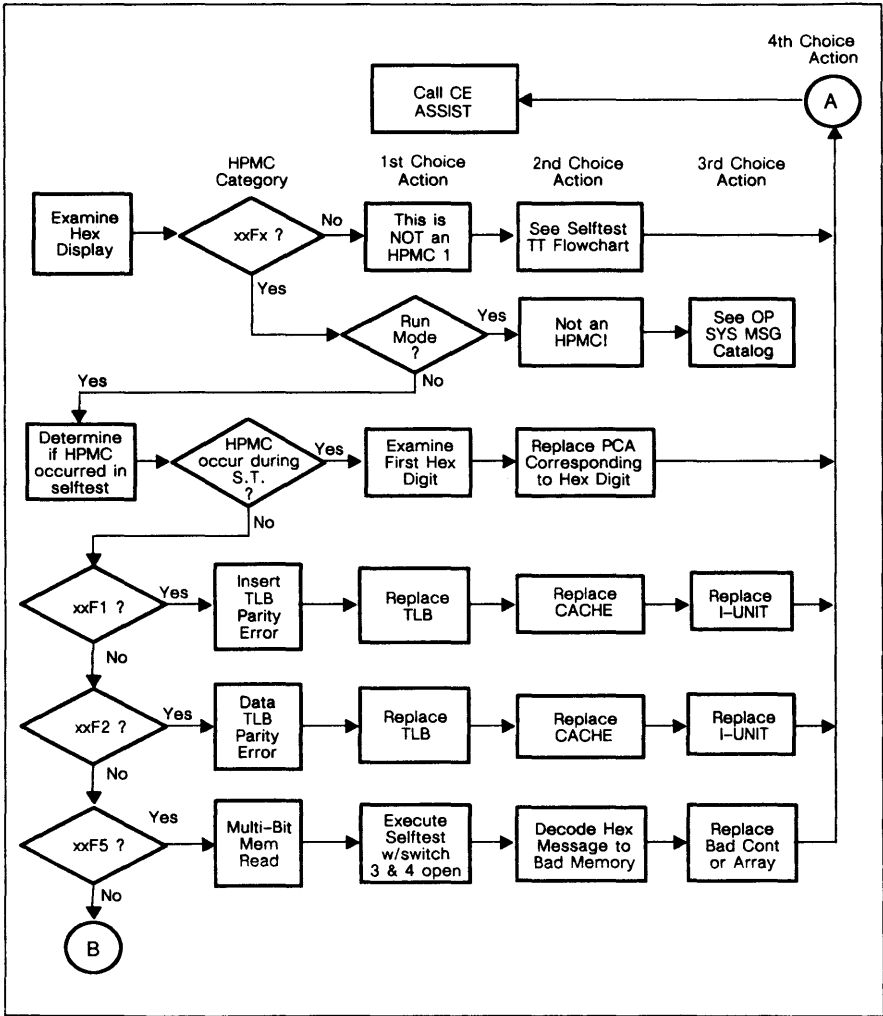 4th Choice
Action
A
Call CE
ASSIST
HPMC
Category
1st Choice
Action
2nd Choice
Action
3rd Choice
Action
Examine
Hex
Display
xxFx ?
No
This is
NOT an
HPMC 1
See Selftest
TT Flowchart
Yes
Run
Mode
?
Yes
Not an
HPMC!
See OP
SYS MSG
Catalog
No
Yes
Determine
if HPMC
occurred in
selftest
HPMC
occur during
S.T.
?
Yes
Examine
First Hex
Digit
Replace PCA
Corresponding
to Hex Digit
No
xxF1 ?
Yes
Insert
TLB
Parity
Error
Replace
TLB
Replace
CACHE
Replace
I-UNIT
No
xxF2 ?
Yes
Data
TLB
Parity
Error
Replace
TLB
Replace
CACHE
Replace
I-UNIT
No
xxF5 ?
Yes
Multi-Bit
Mem
Read
Execute
Selftest
w/switch
3 & 4 open
Decode Hex
Message to
Bad Memory
Replace
Bad Cont
or Array
No
B